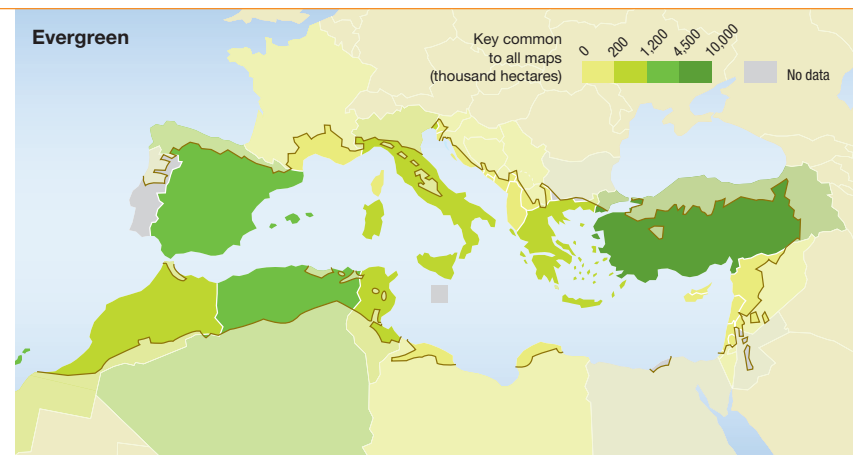 Evergreen
Key common
to all maps
(thousand hectares)
0
200
1,200
4,500
10,000
No data